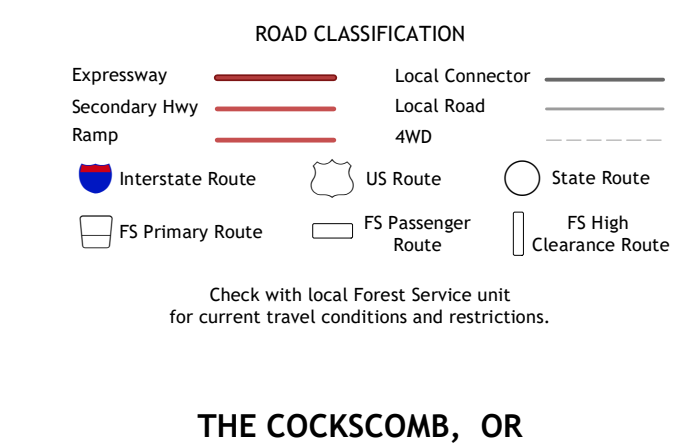 ROAD CLASSIFICATION
Expressway
Local Connector
Secondary Hwy
Local Road
Ramp
4WD
Interstate Route
US Route
State Route
FS Primary Route
FS Passenger
Route
FS High
Clearance Route
Check with local Forest Service unit
for current travel conditions and restrictions.
THE COCKSCOMB, OR